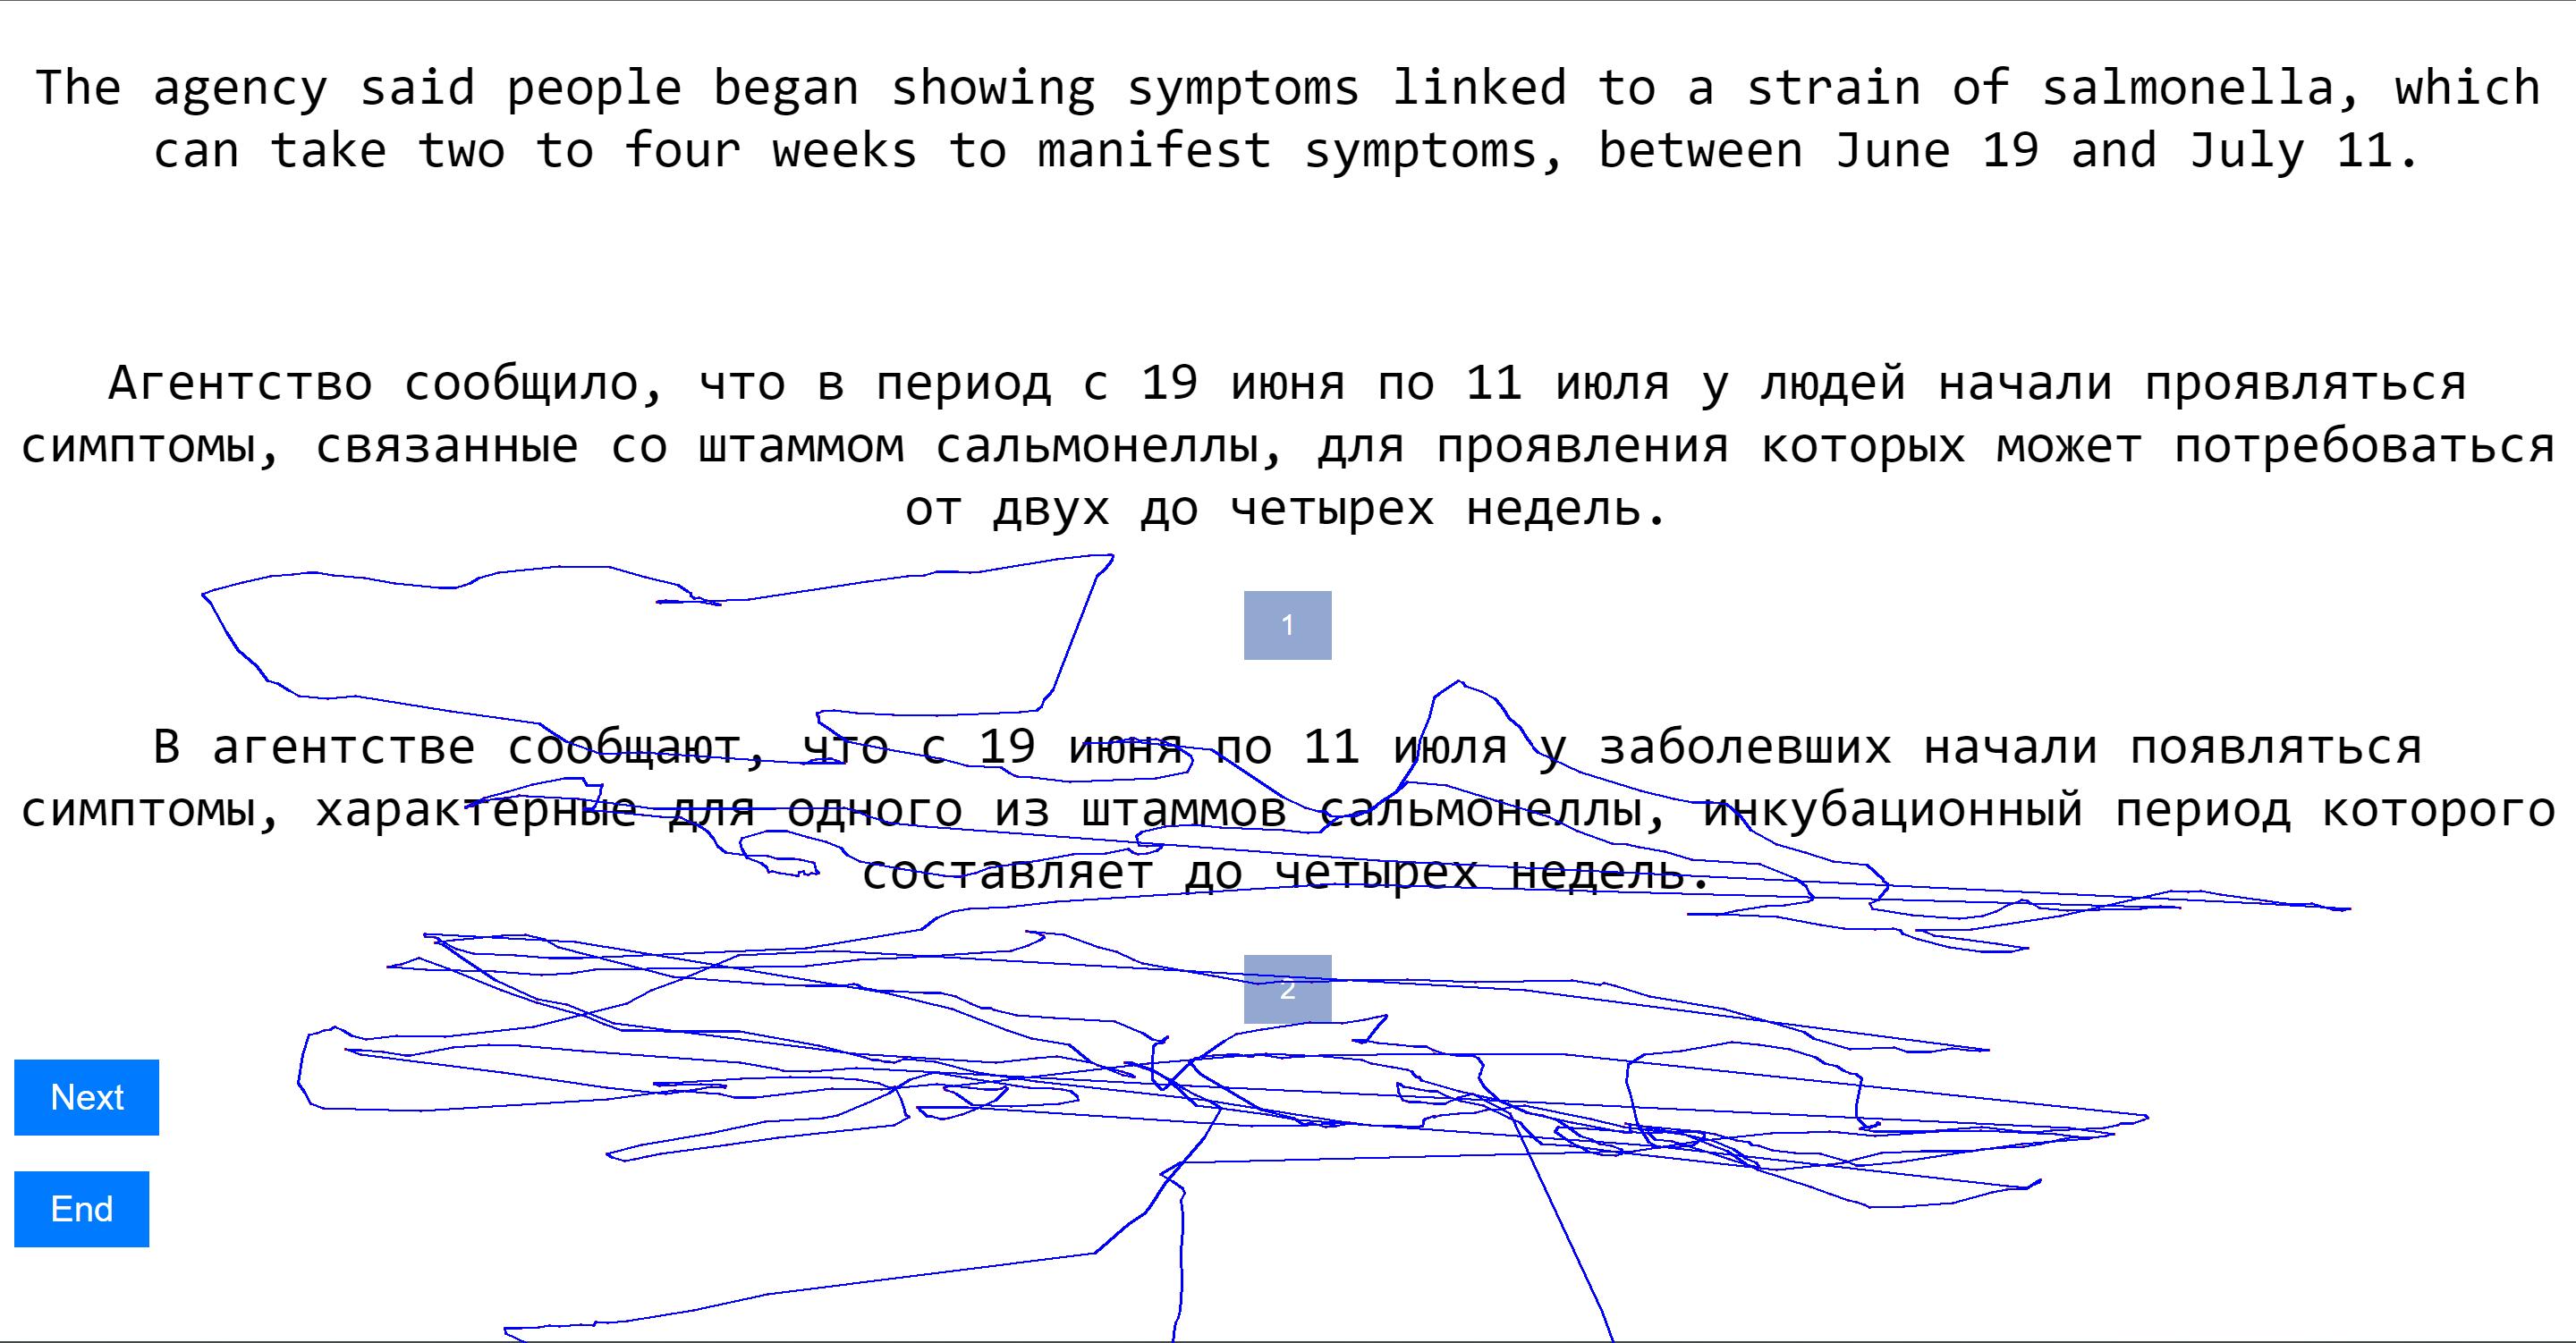 The agency said people began showing symptoms linked to a strain of salmonella, which
can take two to four weeks to manifest symptoms, between June 19 and July 11.
Агентство сообщило, что в период с 19 июня по 11 июля у людей начали проявляться
симптомы, связанные со штаммом сальмонеллы, для проявления которых может потребоваться
от двух до четырех недель.
1
В агентстве сообщают, что с 19 июня по 11 июля у заболевших начали появляться
симптомы, характерные для одного из штаммов сальмонеллы, инкубационный период которого
составляет до четырех недель.
2
Next
End